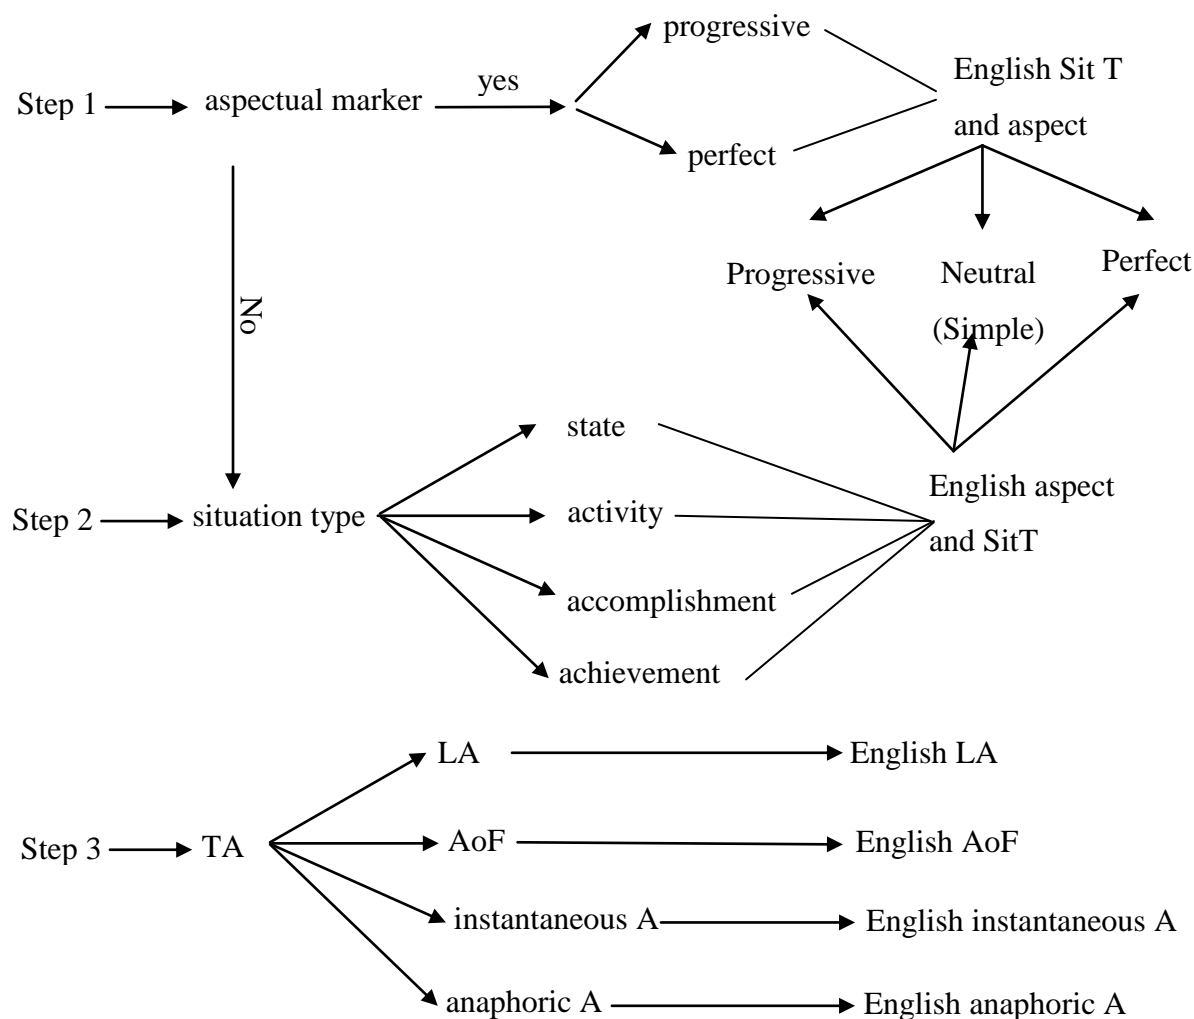 progressive
yes
English Sit T
Step 1
aspectual marker
and aspect
perfect
No
Progressive
Neutral
Perfect
(Simple)
state
English aspect
Step 2
situation type
activity
and SitT
accomplishment
achievement
LA
English LA
Step 3
TA
AoF
English AoF
instantaneous A
English instantaneous A
anaphoric A
English anaphoric A